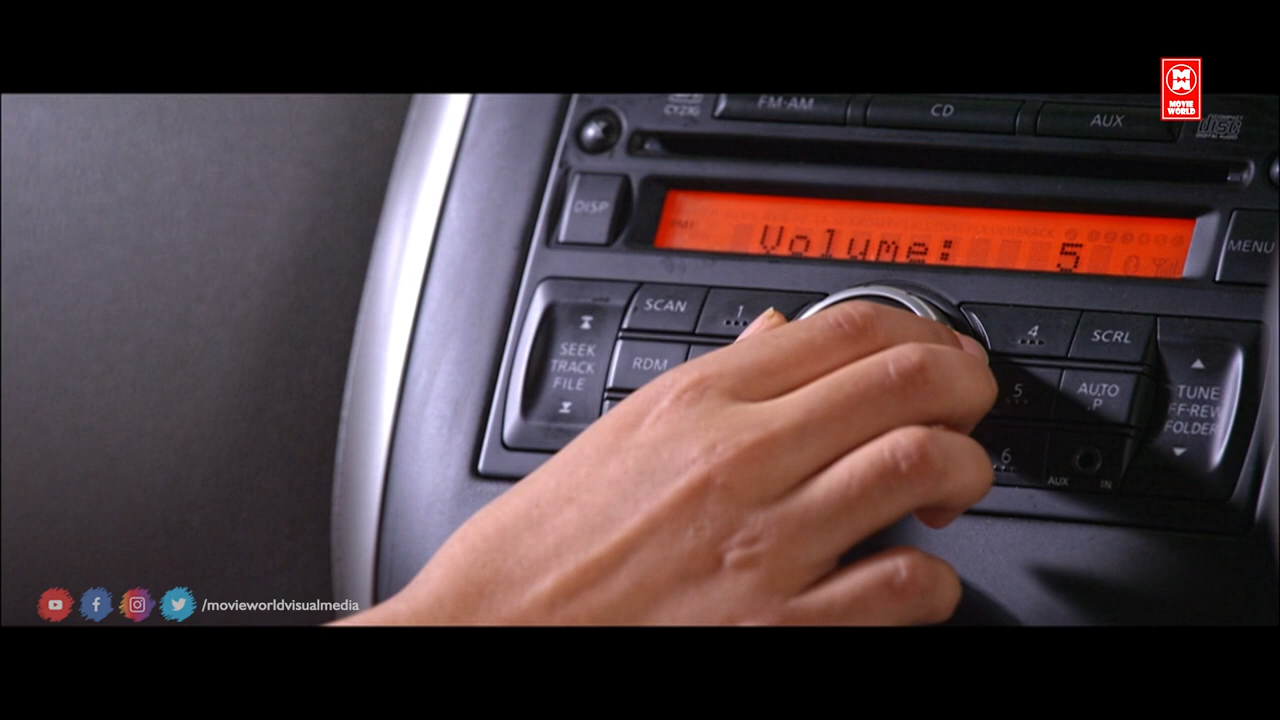 MOVIE
WORLD
CY23G
FM·AM
CD
AUX
DISP
Volume: 5
MENU
SCAN
1
4
SCRL
SEEK
TRACK
FILE
RDM
5
AUTO
.P
TUNE
FF·REW
FOLDER
6
AUX
IN
/movieworldvisualmedia